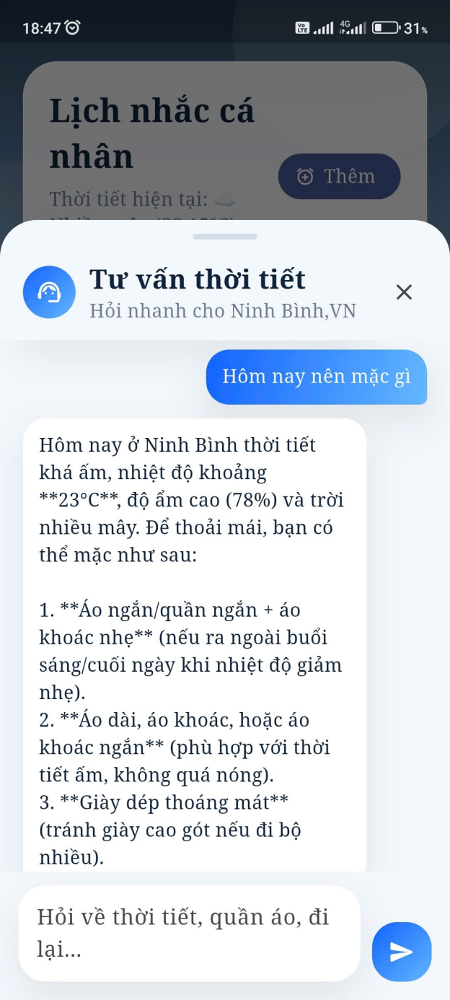 18:47
Vo LTE 4G 31%
Lịch nhắc cá
nhân
Thêm
Thời tiết hiện tại: ☁️
Tư vấn thời tiết
Hỏi nhanh cho Ninh Bình,VN
Hôm nay nên mặc gì
Hôm nay ở Ninh Bình thời tiết
khá ấm, nhiệt độ khoảng
**23°C**, độ ẩm cao (78%) và trời
nhiều mây. Để thoải mái, bạn có
thể mặc như sau:
1. **Áo ngắn/quần ngắn + áo
khoác nhẹ** (nếu ra ngoài buổi
sáng/cuối ngày khi nhiệt độ giảm
nhẹ).
2. **Áo dài, áo khoác, hoặc áo
khoác ngắn** (phù hợp với thời
tiết ấm, không quá nóng).
3. **Giày dép thoáng mát**
(tránh giày cao gót nếu đi bộ
nhiều).
Hỏi về thời tiết, quần áo, đi
lại...